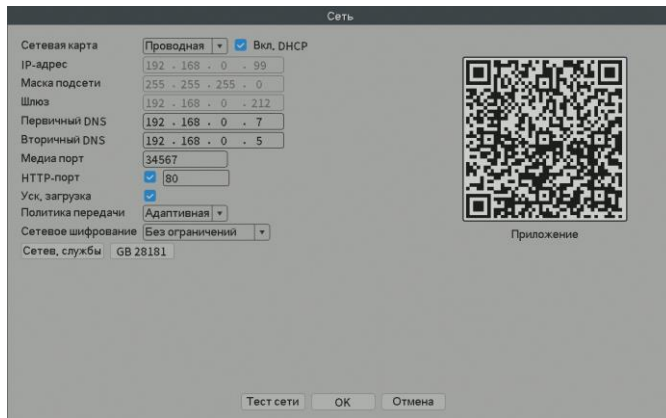 Сеть
Сетевая карта Проводная Вкл. DHCP
IP-адрес 192 . 168 . 0 . 99
Маска подсети 255 . 255 . 255 . 0
Шлюз 192 . 168 . 0 . 212
Первичный DNS 192 . 168 . 0 . 7
Вторичный DNS 192 . 168 . 0 . 5
Медиа порт 34567
HTTP-порт 80
Уск, загрузка
Политика передачи Адаптивная
Сетевое шифрование Без ограничений
Сетев, службы GB 28181
Приложение
Тест сети OK Отмена